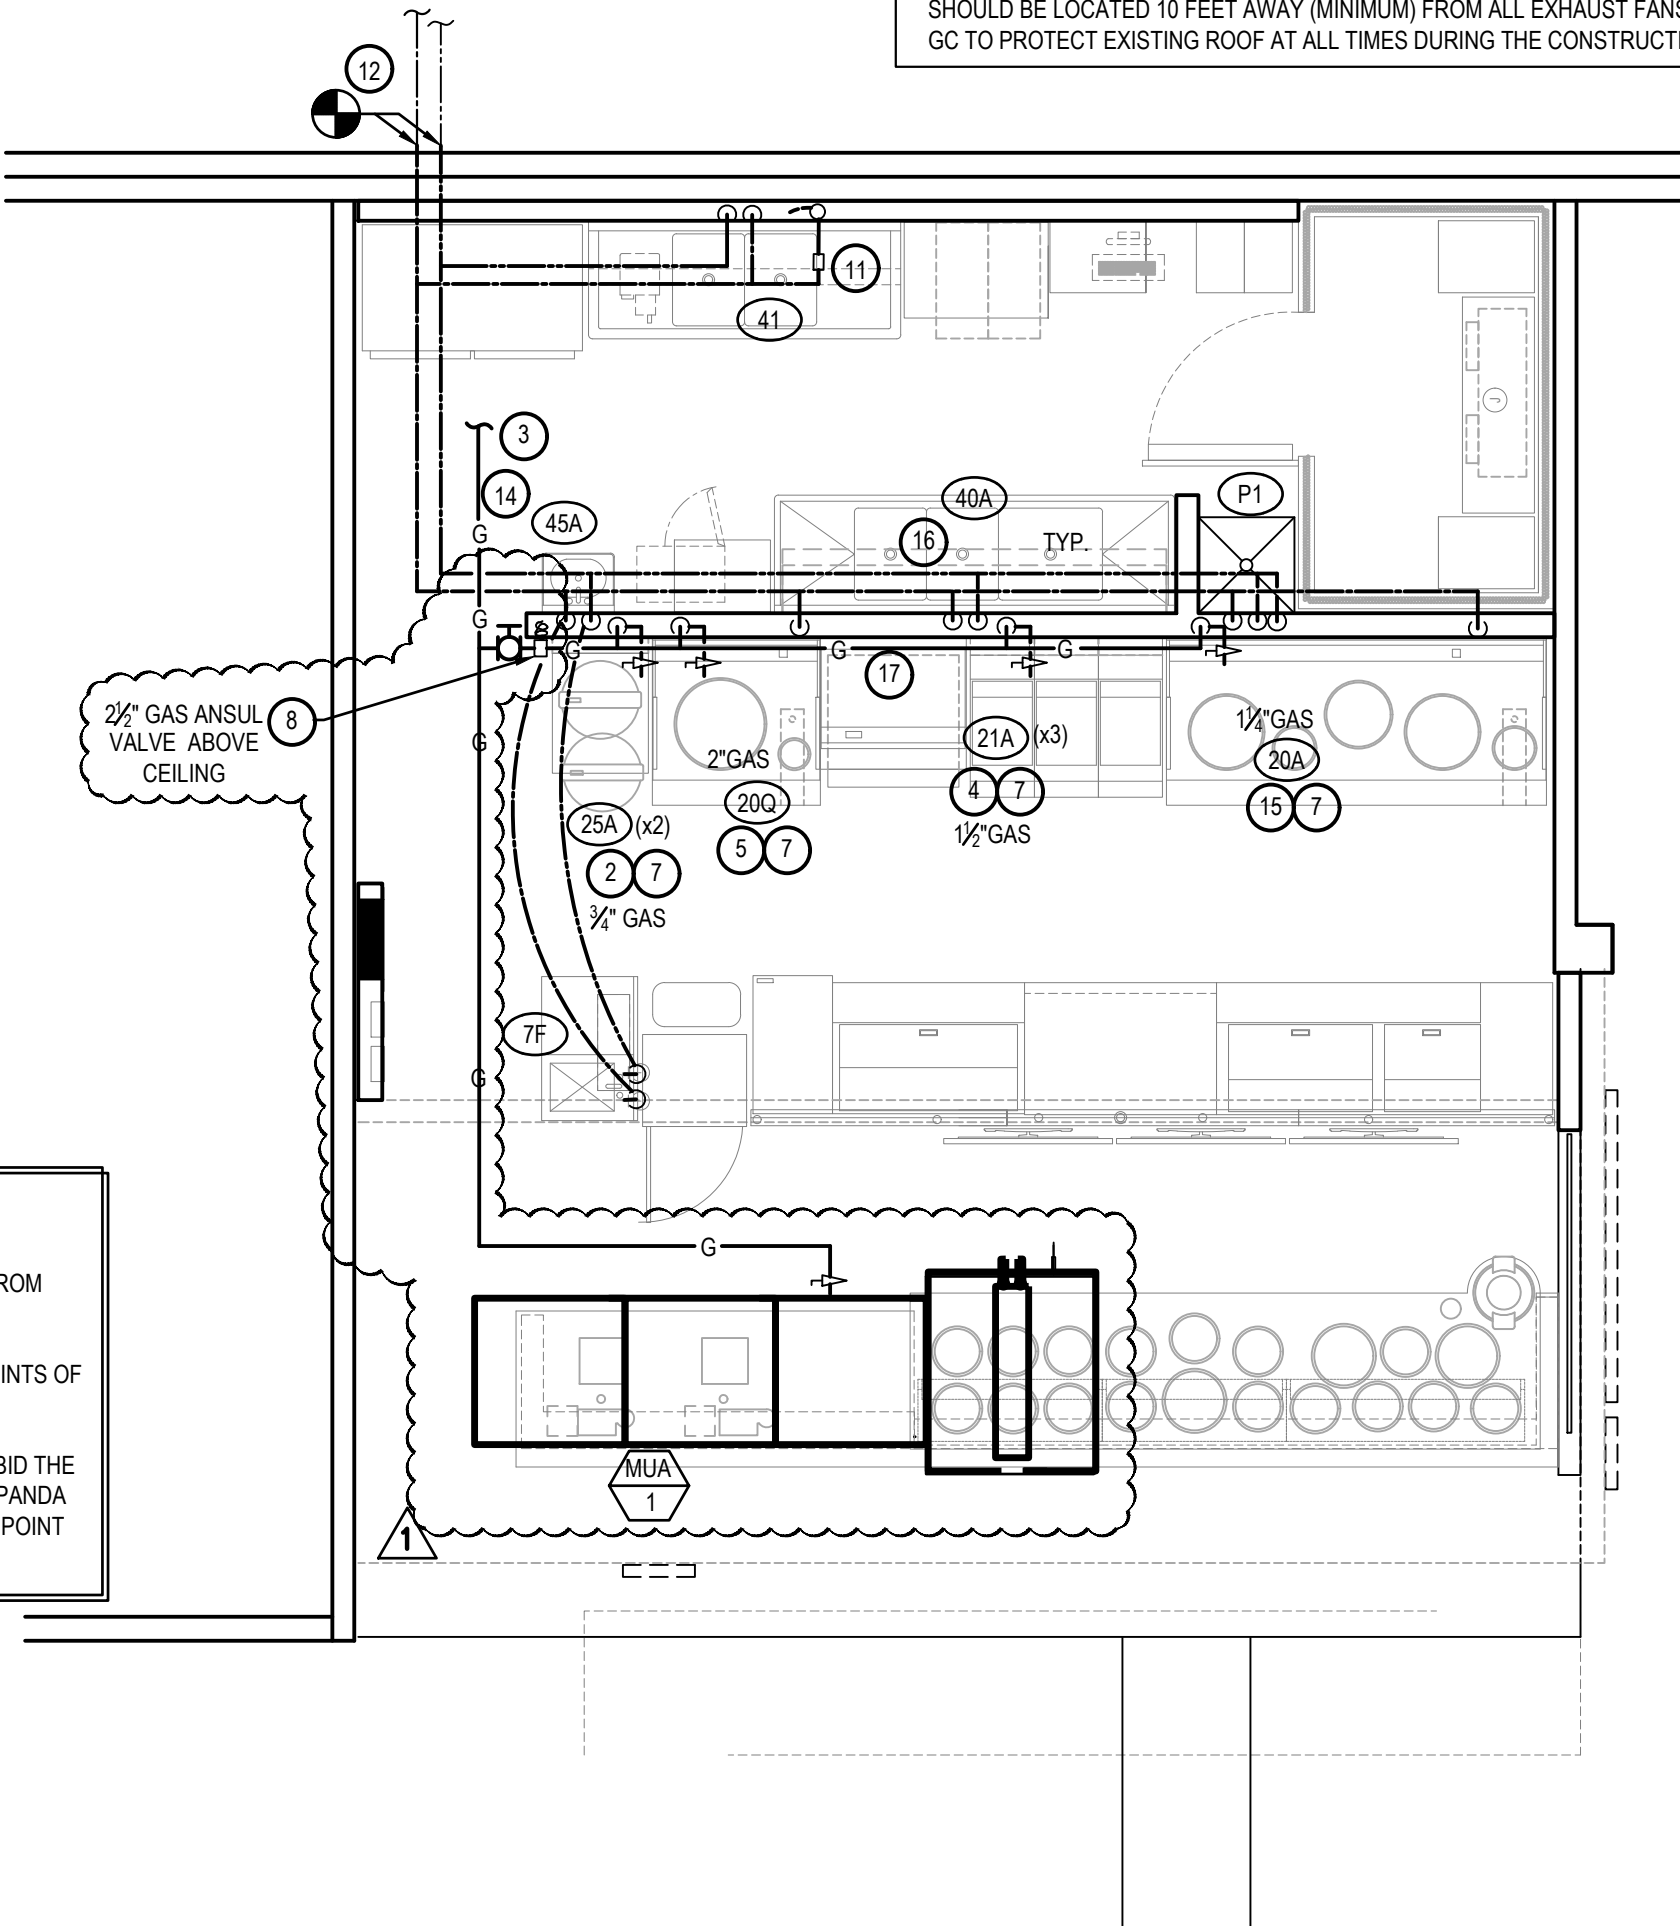 SHOULD BE LOCATED 10 FEET AWAY (MINIMUM) FROM ALL EXHAUST FANS
GC TO PROTECT EXISTING ROOF AT ALL TIMES DURING THE CONSTRUCTI
12
11
41
3
14
G
45A
40A
16
TYP.
P1
J
G
G
G
G
17
2½" GAS ANSUL
VALVE ABOVE
CEILING
8
G
2"GAS
20Q
5 7
21A (x3)
4 7
1½"GAS
1¼"GAS
20A
15 7
25A (x2)
2 7
¾" GAS
7F
G
G
ROM
INTS OF
BID THE
PANDA
POINT
MUA
1
1